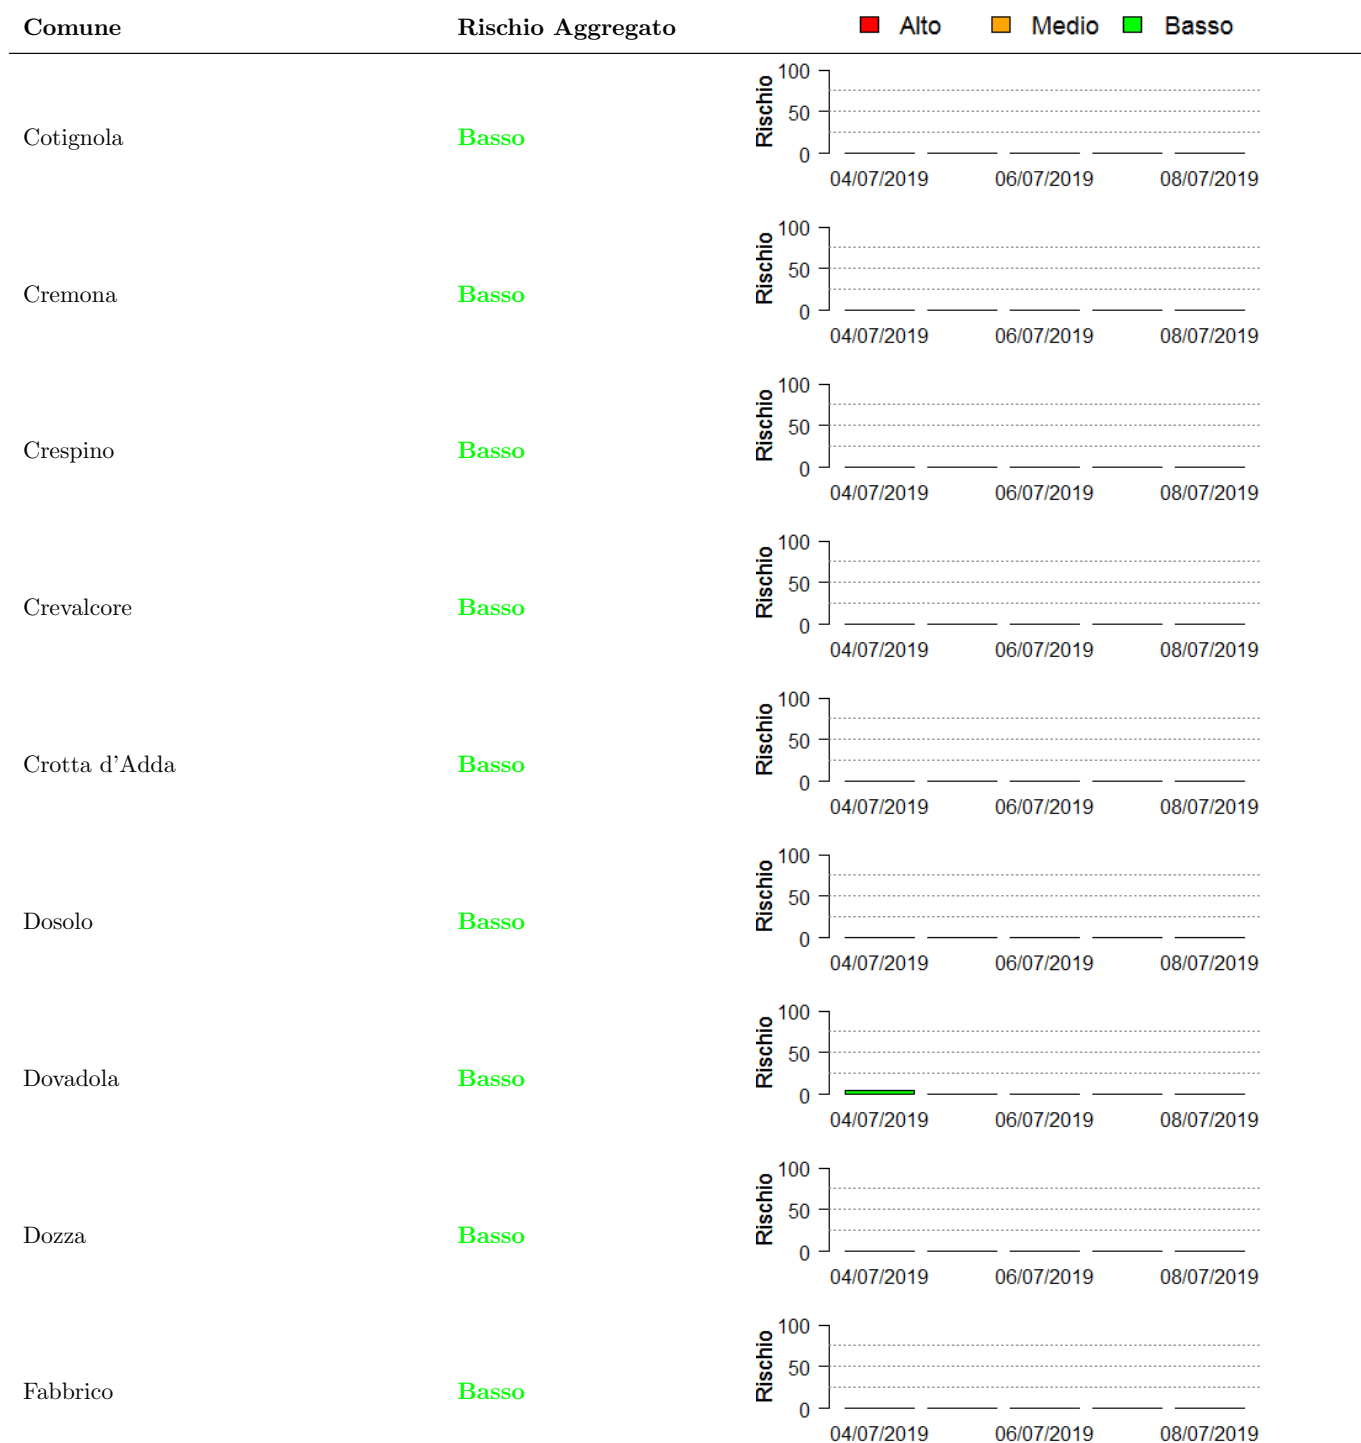 Comune Rischio Aggregato Alto Medio Basso
100
50
0
Rischio
Cotignola Basso
04/07/2019 06/07/2019 08/07/2019
100
50
0
Rischio
Cremona Basso
04/07/2019 06/07/2019 08/07/2019
100
50
0
Rischio
Crespino Basso
04/07/2019 06/07/2019 08/07/2019
100
50
0
Rischio
Crevalcore Basso
04/07/2019 06/07/2019 08/07/2019
100
50
0
Rischio
Crotta d'Adda Basso
04/07/2019 06/07/2019 08/07/2019
100
50
0
Rischio
Dosolo Basso
04/07/2019 06/07/2019 08/07/2019
100
50
0
Rischio
Dovadola Basso
04/07/2019 06/07/2019 08/07/2019
100
50
0
Rischio
Dozza Basso
04/07/2019 06/07/2019 08/07/2019
100
50
0
Rischio
Fabbrico Basso
04/07/2019 06/07/2019 08/07/2019